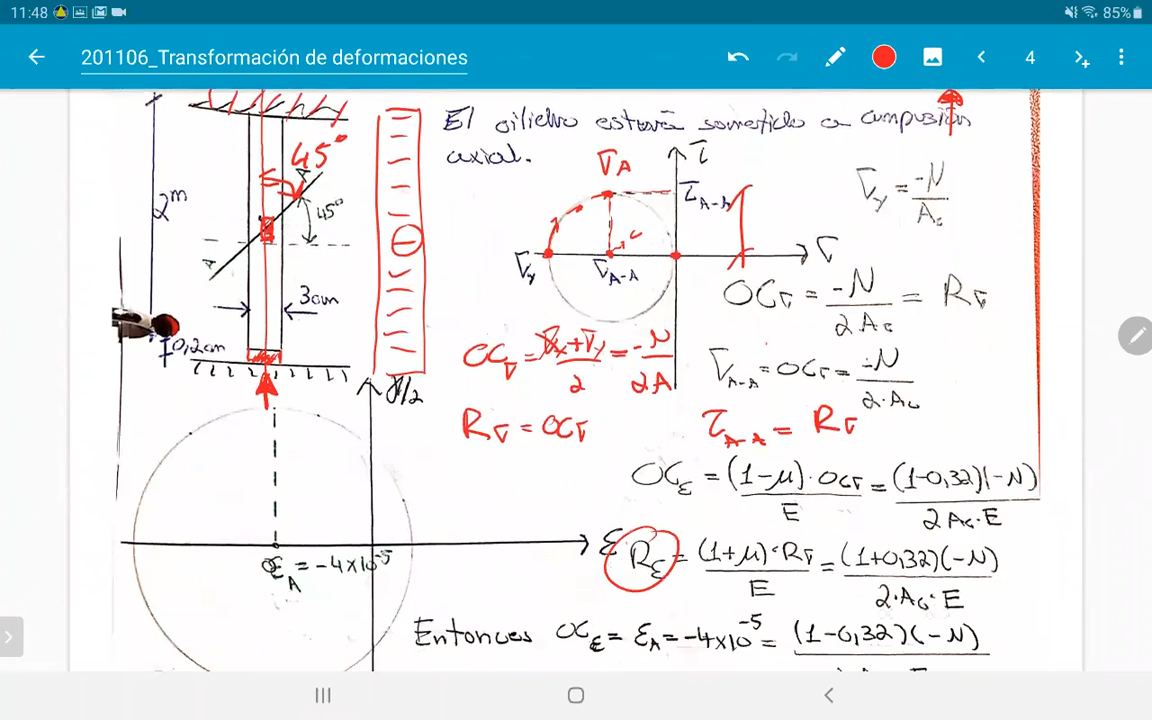 11:48
85%
201106_Transformación de deformaciones
4
El cilindro estará sometido a compresión
axial.
45°
A
45°
2m
A
3cm
0,2cm
σA
τ
τA-A
σy
σA-A
c
σ
σy = -N/Ac
OCσ = -N/2Ac = Rσ
OCσ = σx+σy/2 = -N/2A
σA-A = OCσ = -N/2·Ac
Rσ = OCσ
τA-A = Rσ
γ/2
OCε = (1-μ)·OCσ/E = (1-0,32)(-N)/2Ac·E
ε
Rε = (1+μ)·Rσ/E = (1+0,32)(-N)/2·Ac·E
εA = -4x10-5
Entonces OCε = εA = -4x10-5 = (1-0,32)(-N)